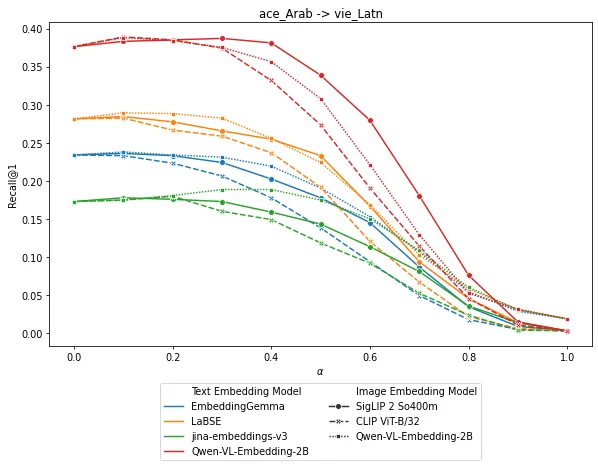 ace_Arab -> vie_Latn
0.40
0.35
0.30
0.25
0.20
0.15
0.10
0.05
0.00
Recall@1
0.0 0.2 0.4 0.6 0.8 1.0
α
Text Embedding Model
EmbeddingGemma
LaBSE
jina-embeddings-v3
Qwen-VL-Embedding-2B
Image Embedding Model
SigLIP 2 So400m
CLIP ViT-B/32
Qwen-VL-Embedding-2B